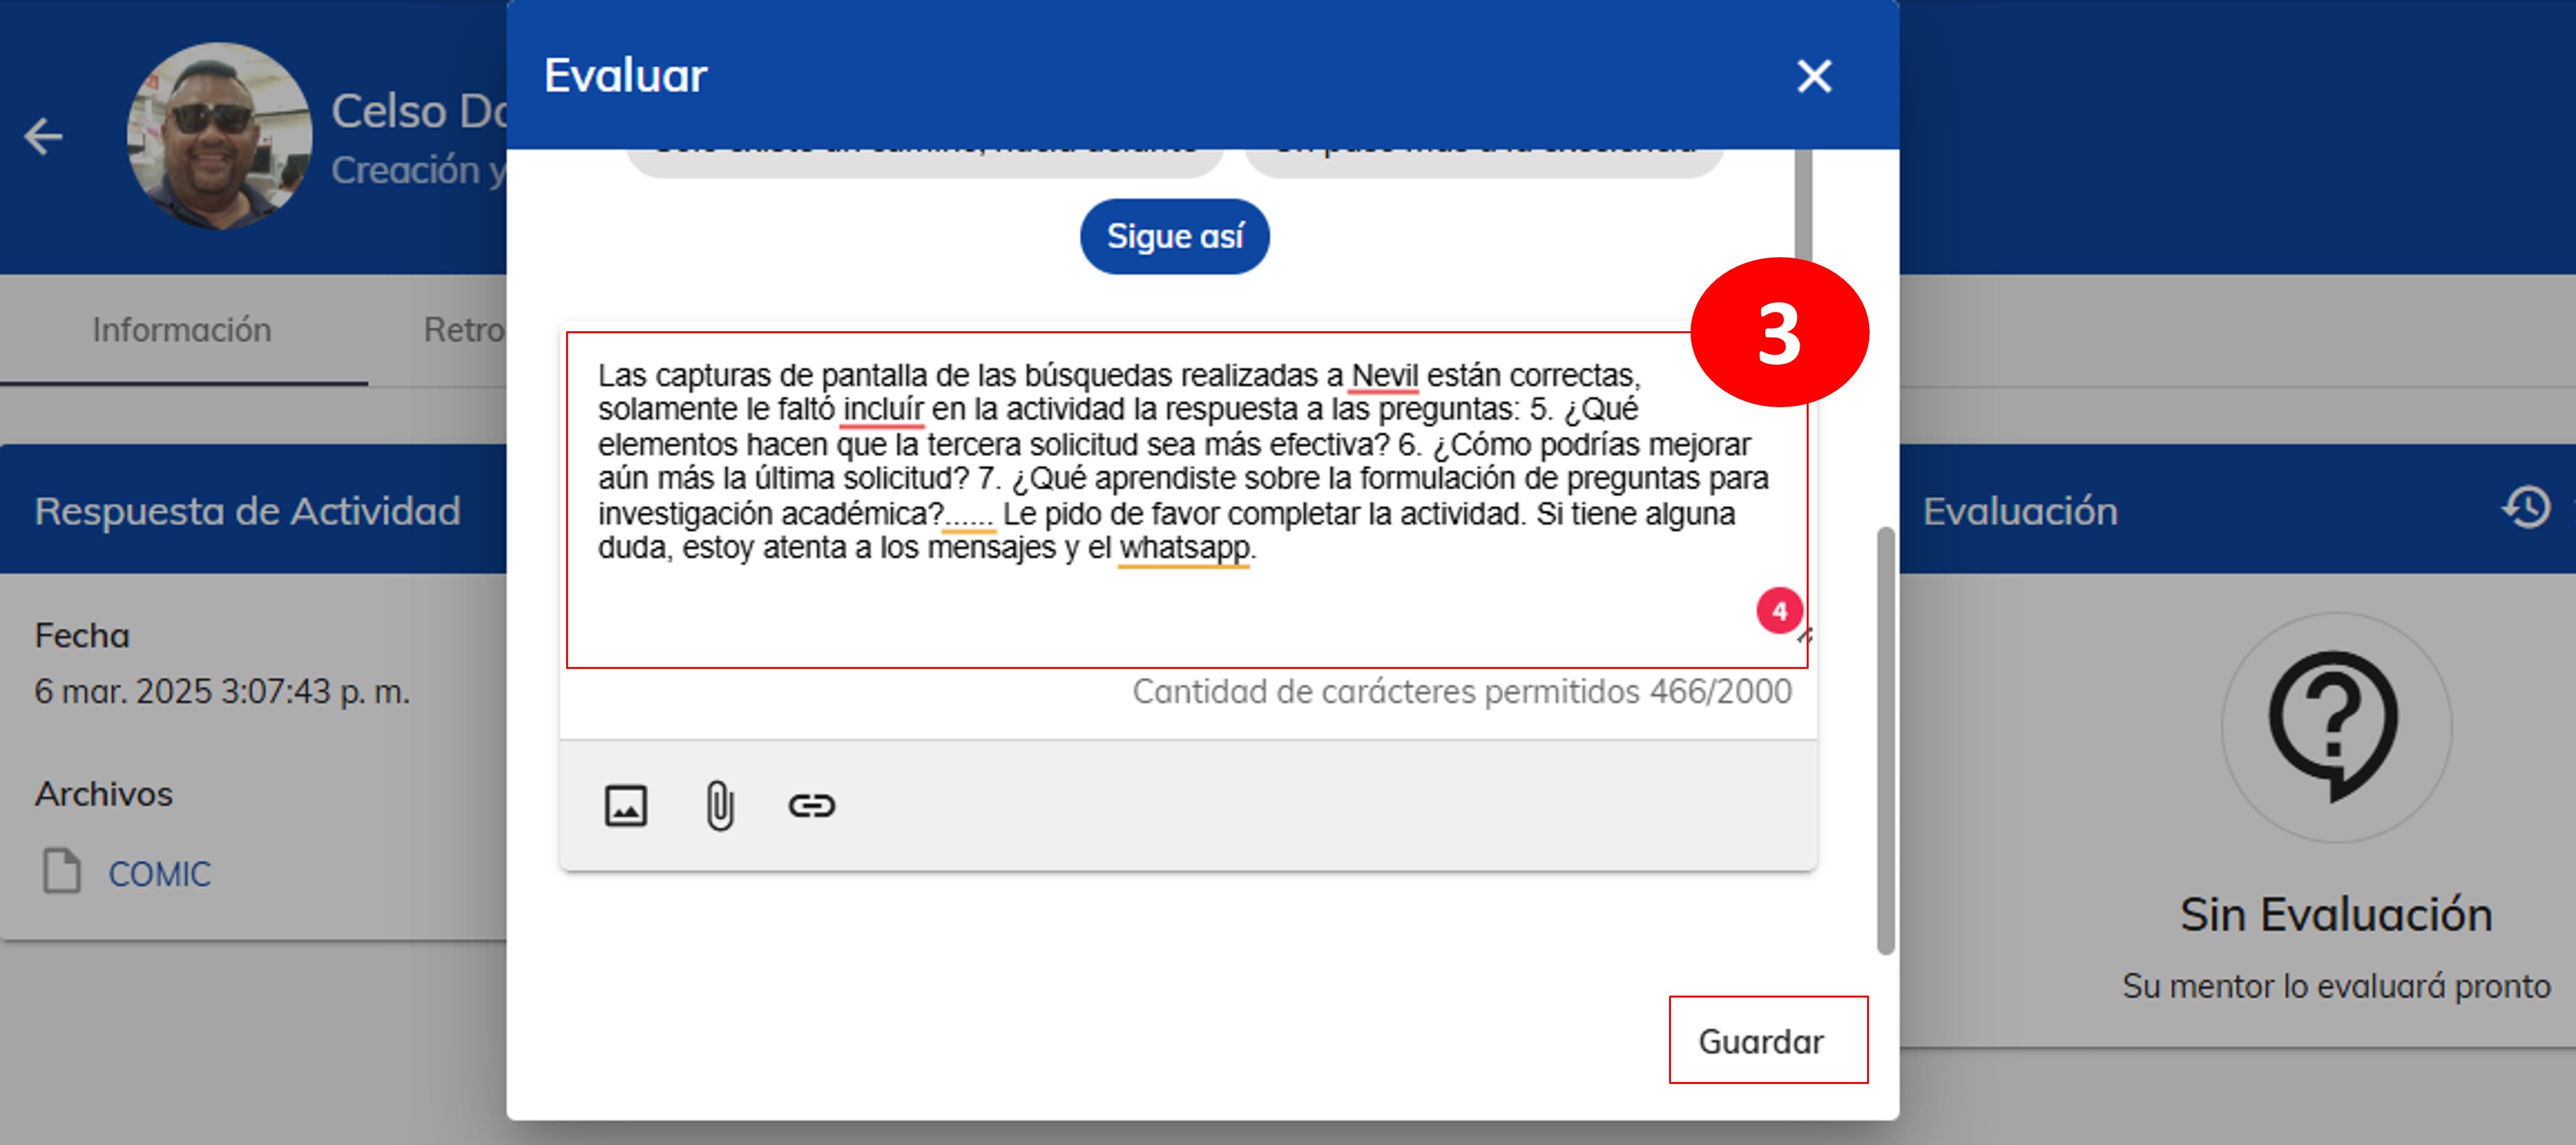 Evaluar
Celso
Creación y
Sigue así
3
Información
Retro
Las capturas de pantalla de las búsquedas realizadas a Nevil están correctas,
solamente le faltó incluír en la actividad la respuesta a las preguntas: 5. ¿Qué
elementos hacen que la tercera solicitud sea más efectiva? 6. ¿Cómo podrías mejorar
aún más la última solicitud? 7. ¿Qué aprendiste sobre la formulación de preguntas para
investigación académica?...... Le pido de favor completar la actividad. Si tiene alguna
duda, estoy atenta a los mensajes y el whatsapp.
4
Cantidad de carácteres permitidos 466/2000
Respuesta de Actividad
Fecha
6 mar. 2025 3:07:43 p. m.
Archivos
COMIC
Evaluación
Sin Evaluación
Su mentor lo evaluará pronto
Guardar